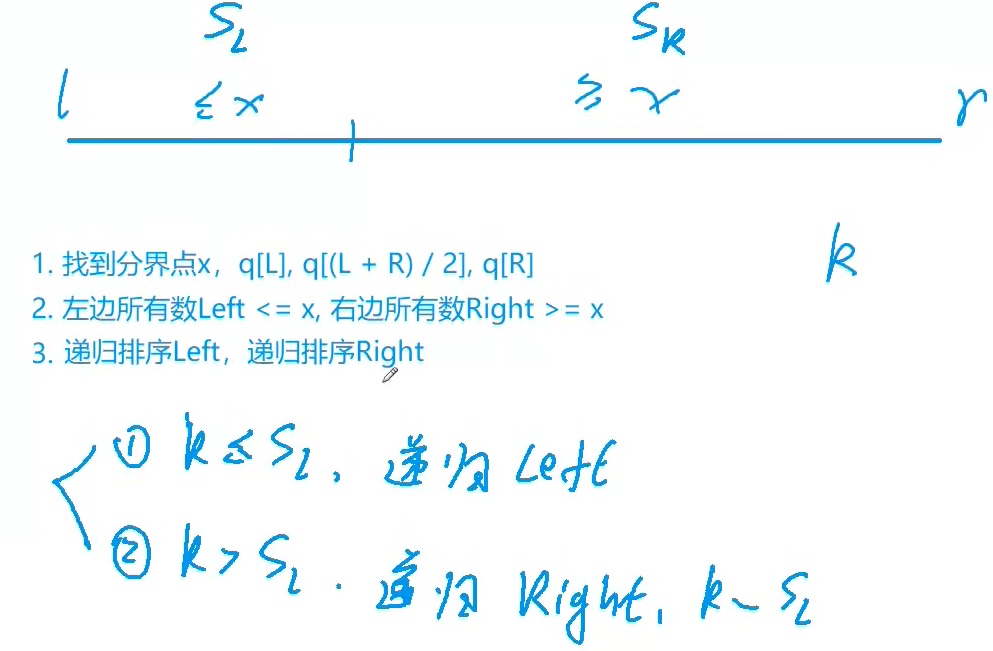 S_L S_R
l ≤ x ≥ x r
1. 找到分界点x，q[L], q[(L + R) / 2], q[R]
k
2. 左边所有数Left <= x, 右边所有数Right >= x
3. 递归排序Left，递归排序Right
① k ≤ S_L, 递归 Left
② k > S_L. 递归 Right, k - S_L